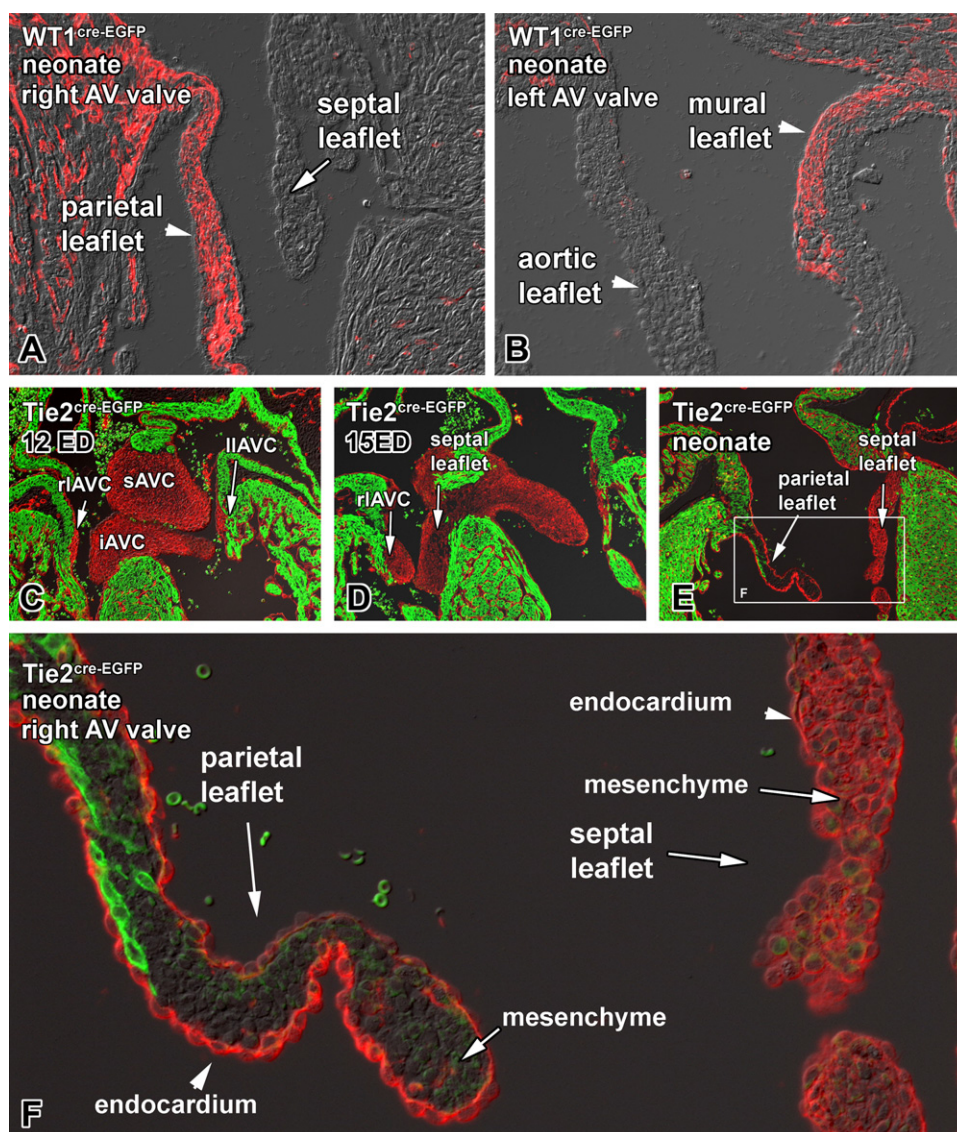 WT1cre-EGFP
neonate
right AV valve
septal
leaflet
parietal
leaflet
A
WT1cre-EGFP
neonate
left AV valve
mural
leaflet
aortic
leaflet
B
Tie2cre-EGFP
12 ED
llAVC
rlAVC
sAVC
iAVC
C
Tie2cre-EGFP
15ED
septal
leaflet
rlAVC
D
Tie2cre-EGFP
neonate
septal
leaflet
parietal
leaflet
F
E
Tie2cre-EGFP
neonate
right AV valve
parietal
leaflet
endocardium
mesenchyme
septal
leaflet
mesenchyme
endocardium
F